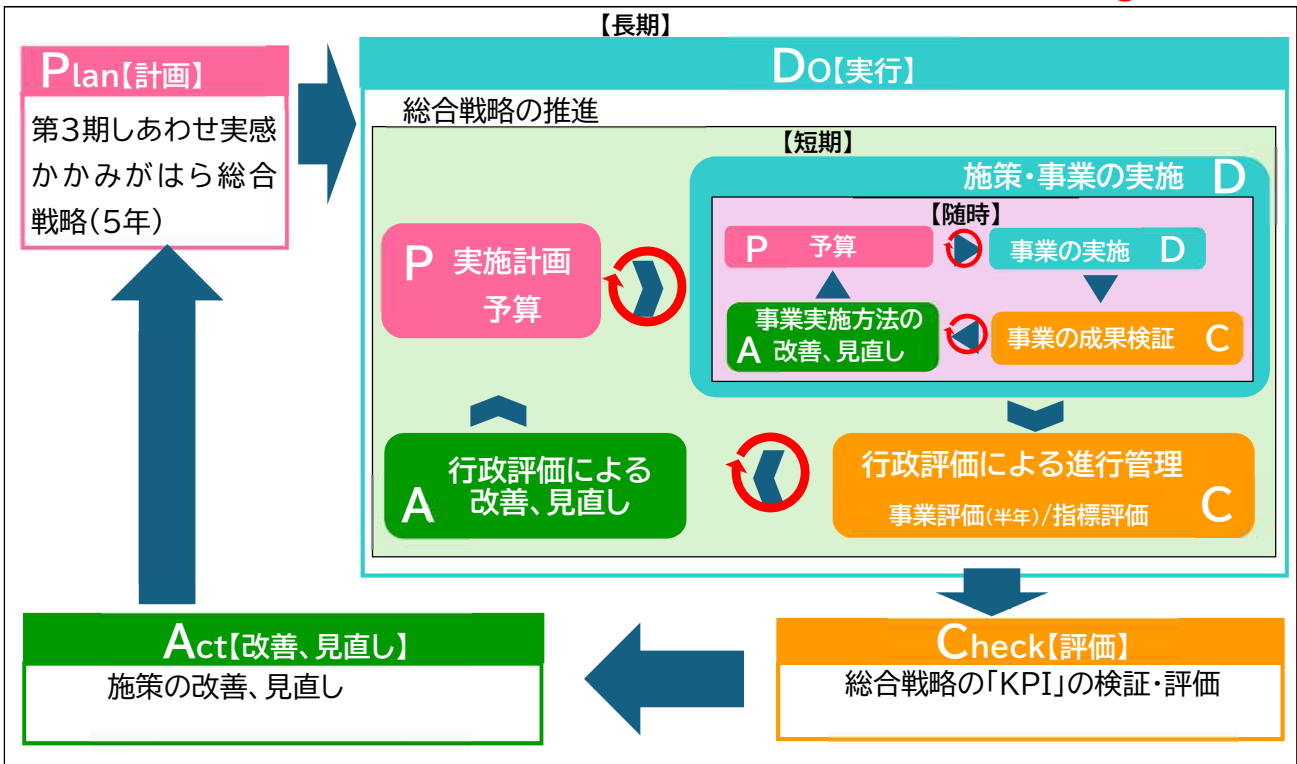 【長期】
Plan【計画】
第3期しあわせ実感
かかみがはら総合
戦略(5年)
Do【実行】
総合戦略の推進
【短期】
P 実施計画
予算
施策・事業の実施 D
【随時】
P 予算
事業の実施 D
事業の成果検証 C
事業実施方法の
A 改善、見直し
行政評価による進行管理
事業評価(半年)/指標評価 C
行政評価による
A 改善、見直し
Check【評価】
総合戦略の「KPI」の検証・評価
Act【改善、見直し】
施策の改善、見直し